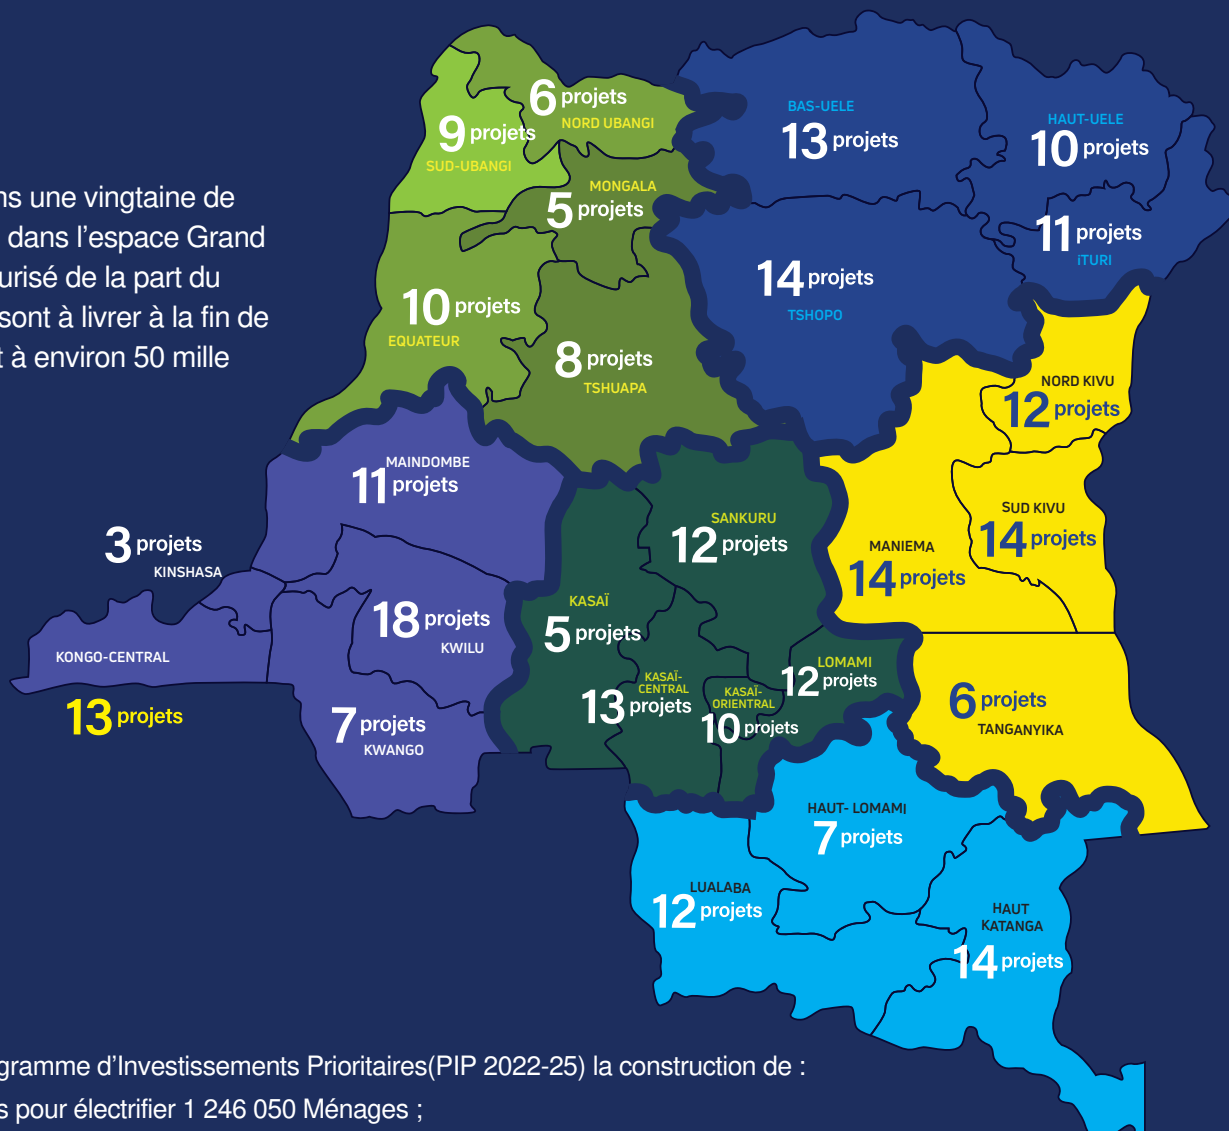 6 projets
NORD UBANGI
9 projets
SUD-UBANGI
BAS-UELE
13 projets
HAUT-UELE
10 projets
ns une vingtaine de
dans l’espace Grand
urisé de la part du
sont à livrer à la fin de
t à environ 50 mille
MONGALA
5 projets
11 projets
iTURI
14 projets
TSHOPO
10 projets
EQUATEUR
8 projets
TSHUAPA
NORD KIVU
12 projets
MAINDOMBE
11 projets
SANKURU
12 projets
SUD KIVU
14 projets
MANIEMA
14 projets
3 projets
KINSHASA
KASAÏ
5 projets
18 projets
KWILU
KONGO-CENTRAL
13 projets
LOMAMI
12 projets
KASAÏ-
CENTRAL
13 projets
KASAÏ-
ORIENTRAL
10 projets
6 projets
TANGANYIKA
7 projets
KWANGO
HAUT- LOMAMI
7 projets
LUALABA
12 projets
HAUT
KATANGA
14 projets
gramme d’Investissements Prioritaires(PIP 2022-25) la construction de :
s pour électrifier 1 246 050 Ménages ;